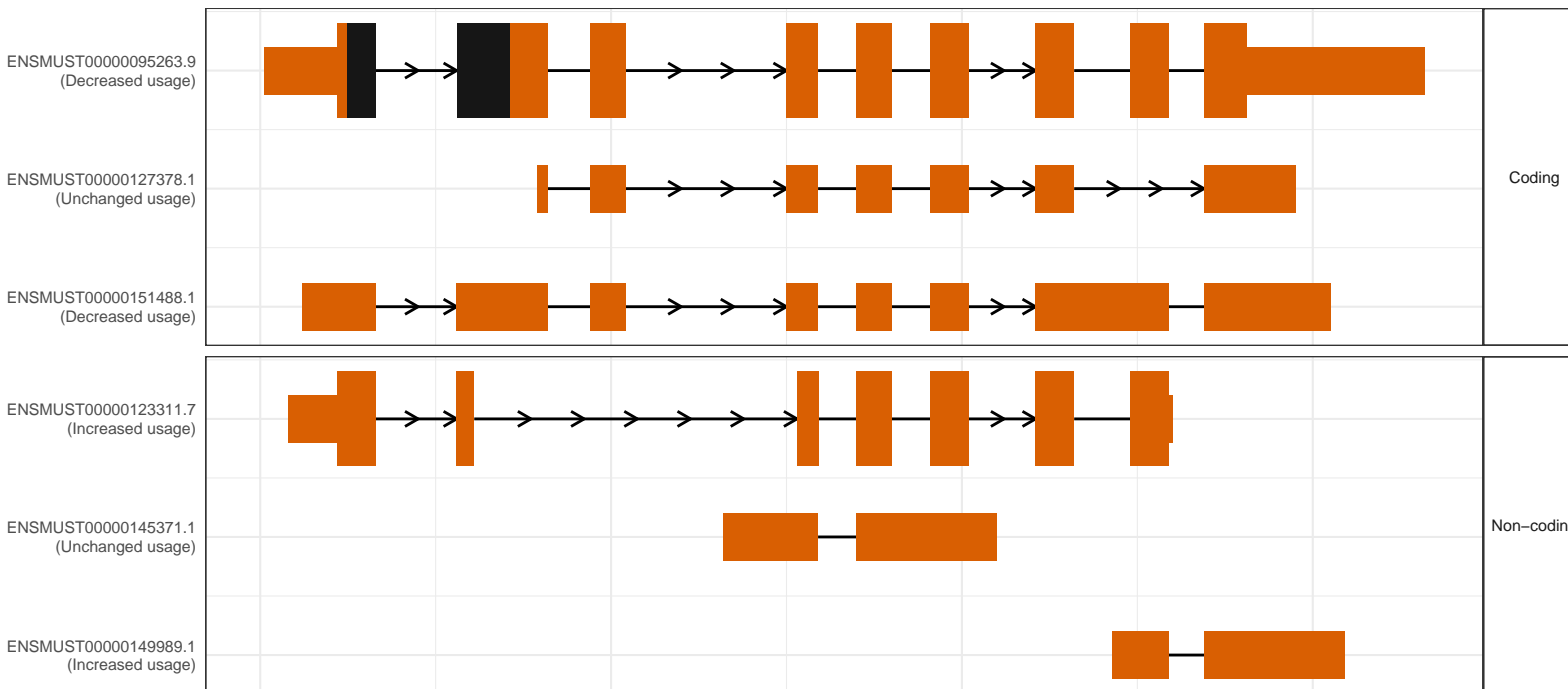 ENSMUST00000095263.9
(Decreased usage)
ENSMUST00000127378.1
(Unchanged usage)
Coding
ENSMUST00000151488.1
(Decreased usage)
ENSMUST00000123311.7
(Increased usage)
ENSMUST00000145371.1
(Unchanged usage)
Non−codin
ENSMUST00000149989.1
(Increased usage)